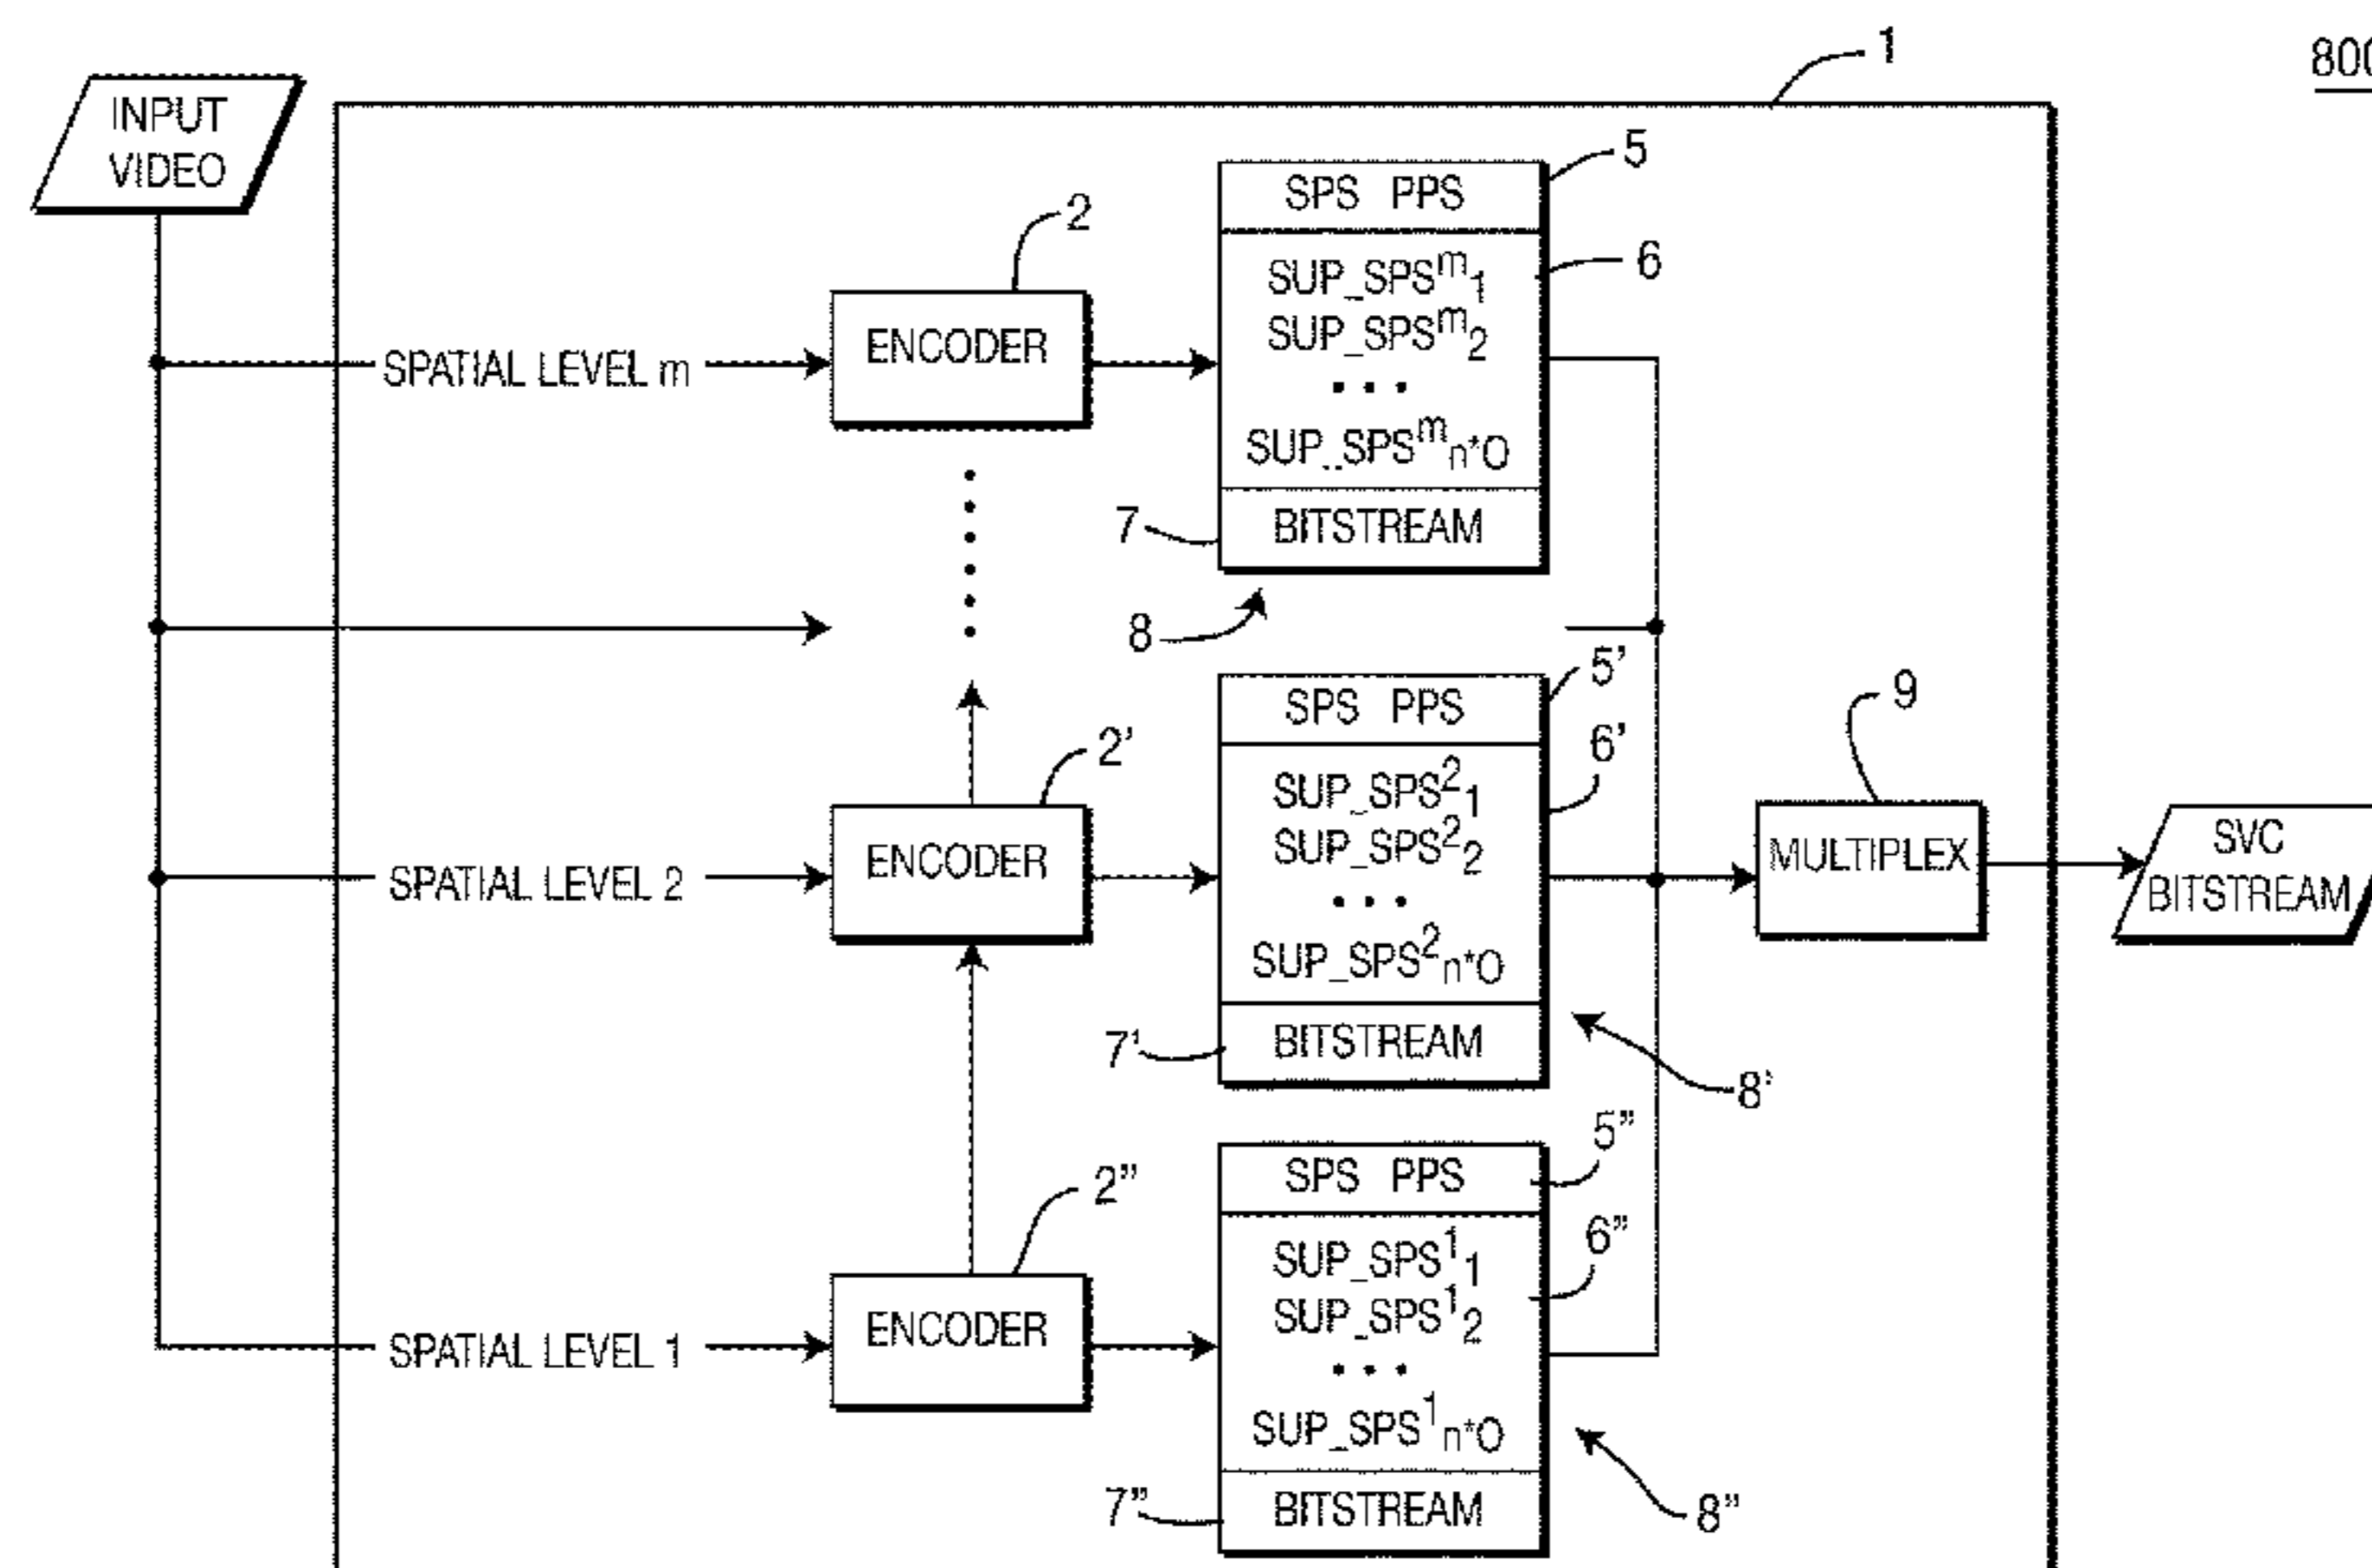 1
800
INPUT
VIDEO
5
SPS PPS
2
6
SUP_SPS^m_1
SUP_SPS^m_2
ENCODER
SPATIAL LEVEL m
• • •
SUP_SPS^m_n*O
7
BITSTREAM
8
5'
SPS PPS
9
2'
6'
SUP_SPS^2_1
SUP_SPS^2_2
ENCODER
MULTIPLEX
SVC
BITSTREAM
SPATIAL LEVEL 2
• • •
SUP_SPS^2_n*O
7'
BITSTREAM
8'
5”
SPS PPS
2”
6”
SUP_SPS^1_1
SUP_SPS^1_2
ENCODER
SPATIAL LEVEL 1
• • •
SUP_SPS^1_n*O
7”
BITSTREAM
8”